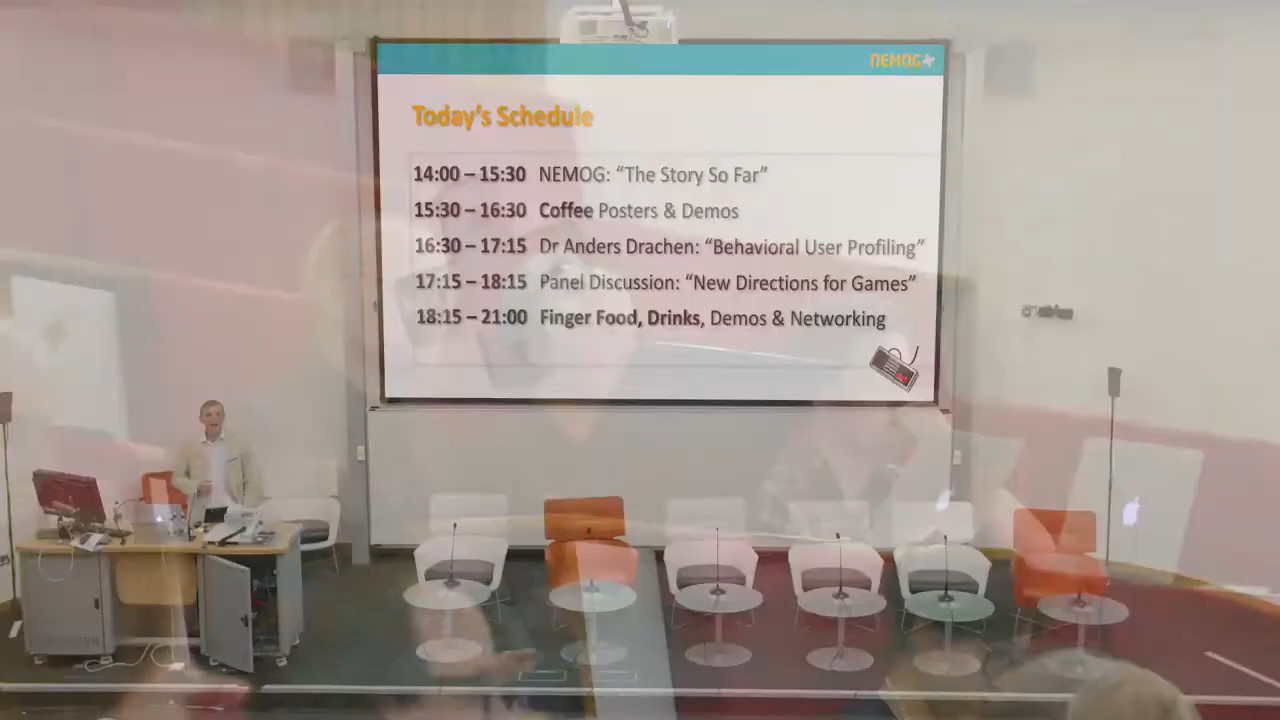 NEMOG
Today's Schedule
14:00 – 15:30 NEMOG: “The Story So Far”
15:30 – 16:30 Coffee Posters & Demos
16:30 – 17:15 Dr Anders Drachen: “Behavioral User Profiling”
17:15 – 18:15 Panel Discussion: “New Directions for Games”
18:15 – 21:00 Finger Food, Drinks, Demos & Networking